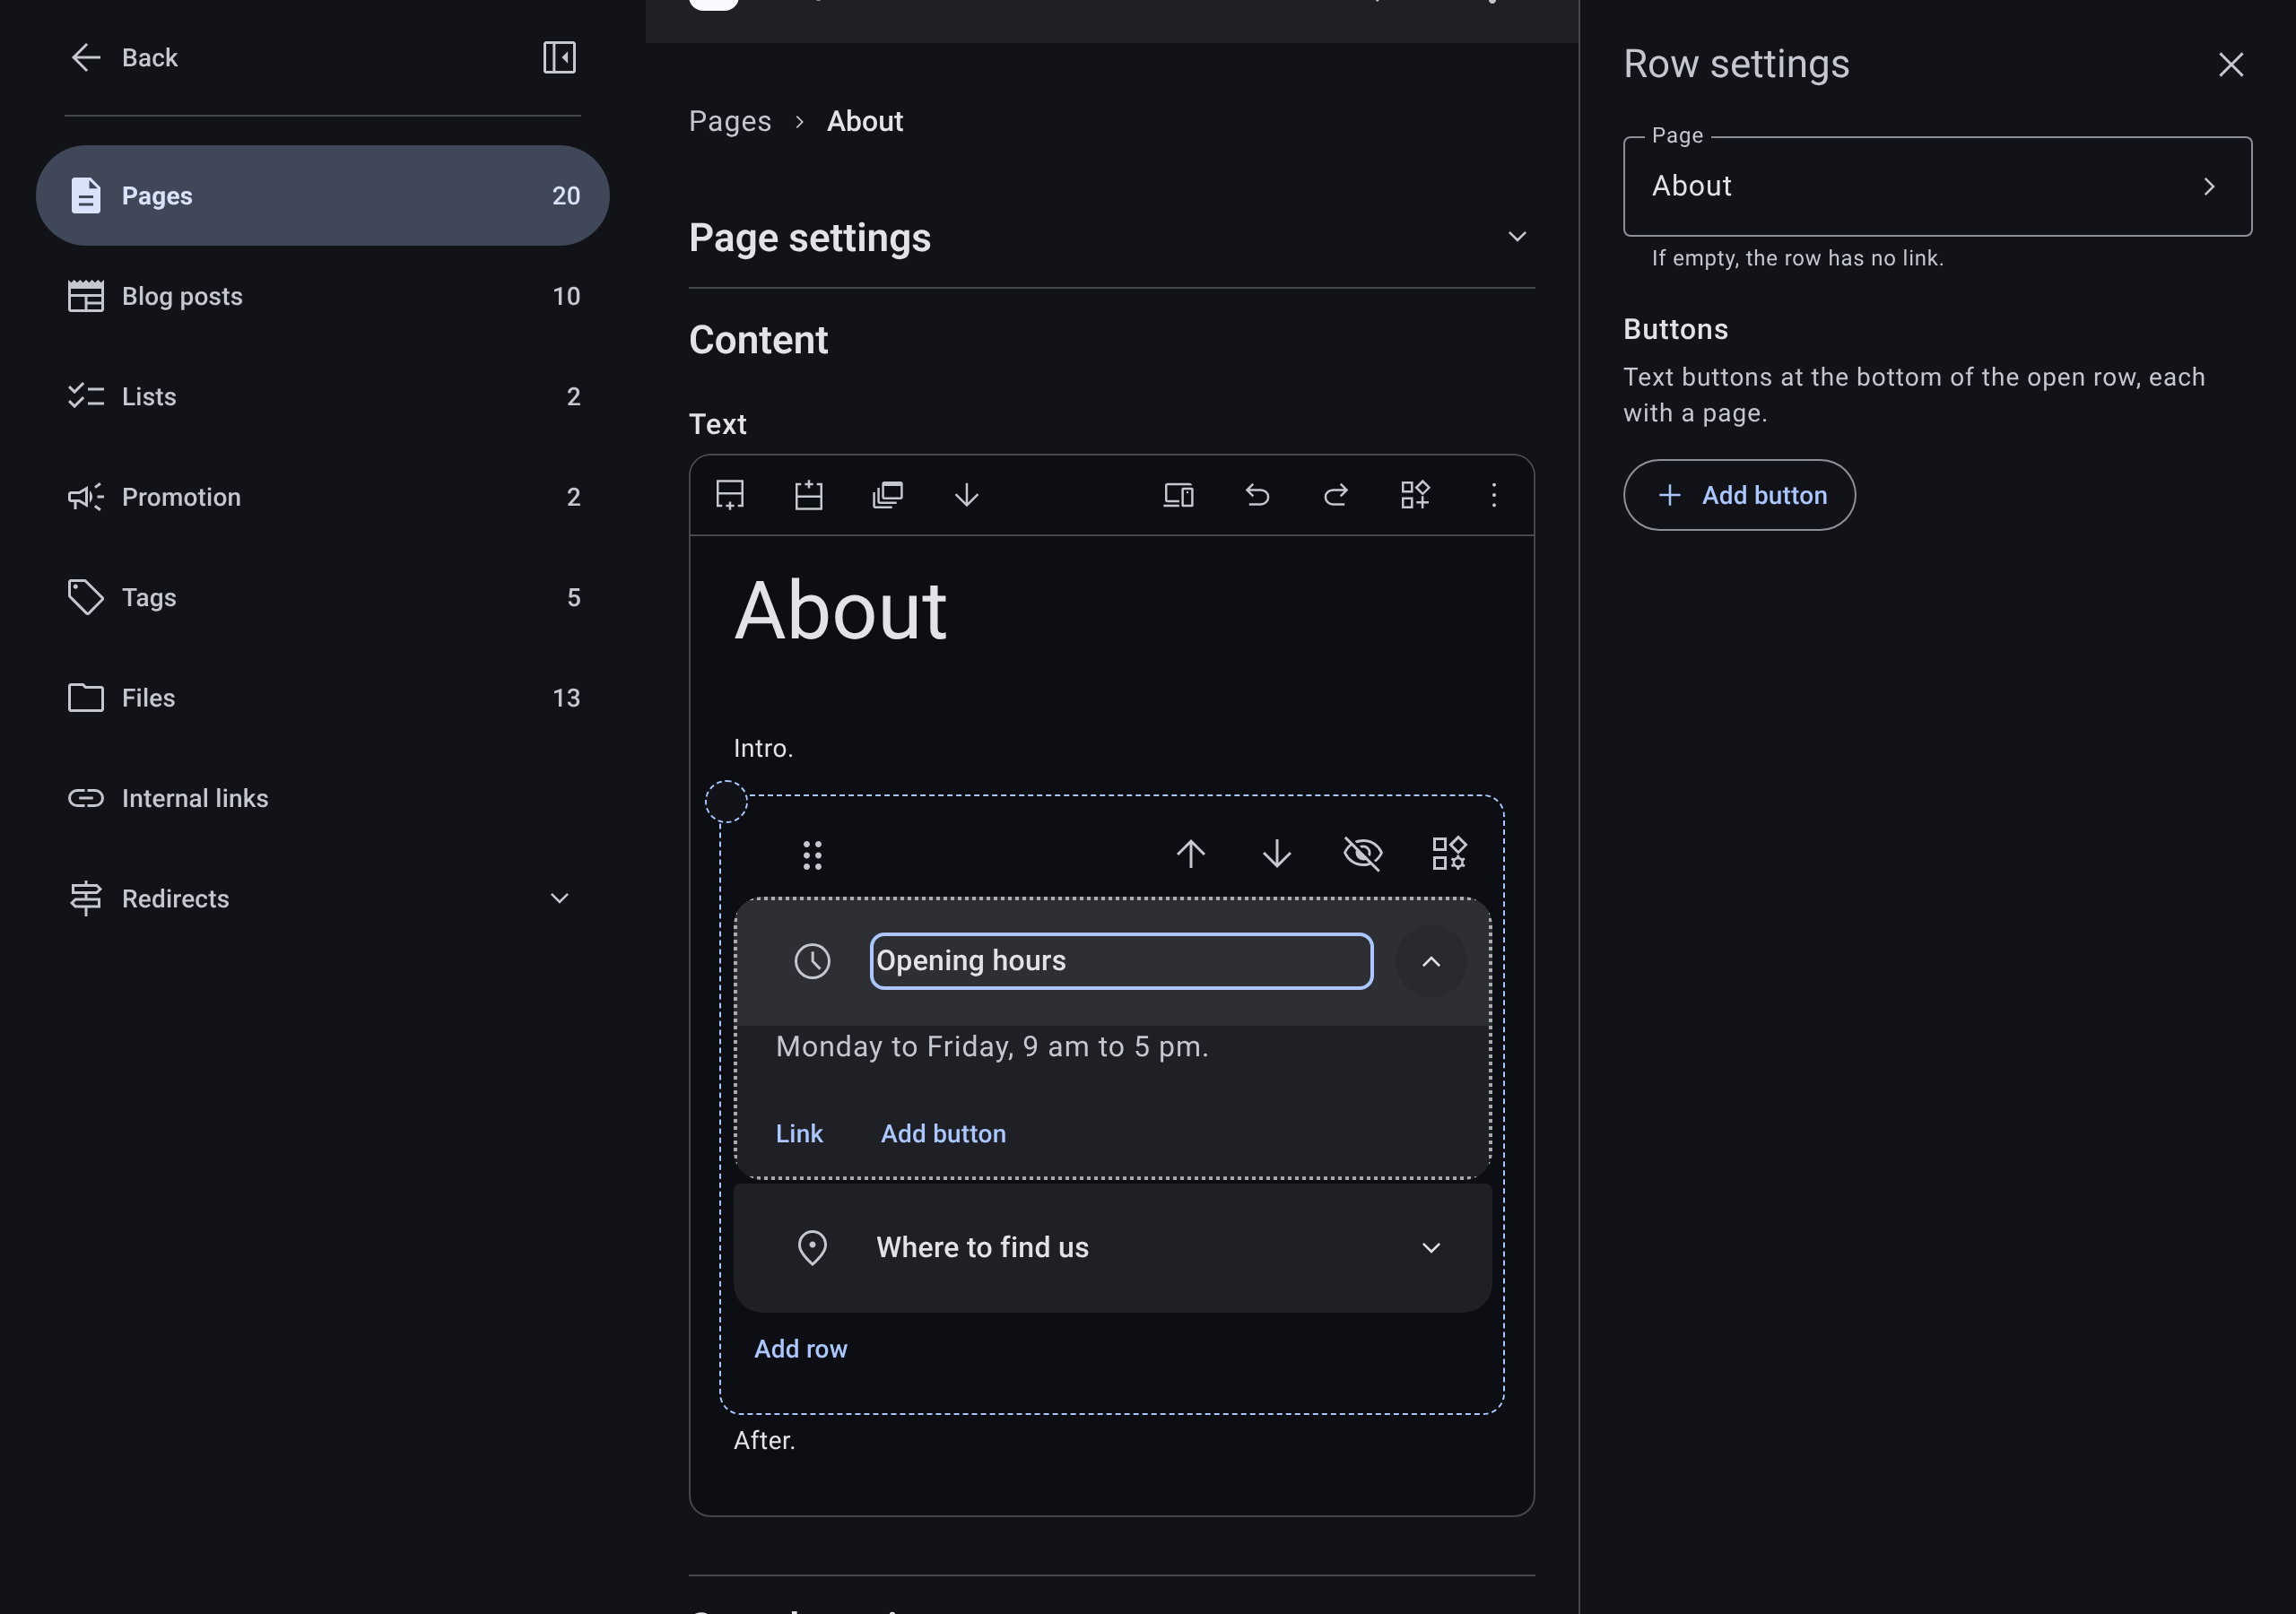 Back
Pages 20
Blog posts 10
Lists 2
Promotion 2
Tags 5
Files 13
Internal links
Redirects
Pages > About
Page settings
Content
Text
About
Intro.
Opening hours
Monday to Friday, 9 am to 5 pm.
Link Add button
Where to find us
Add row
After.
Row settings
Page
About
If empty, the row has no link.
Buttons
Text buttons at the bottom of the open row, each
with a page.
Add button